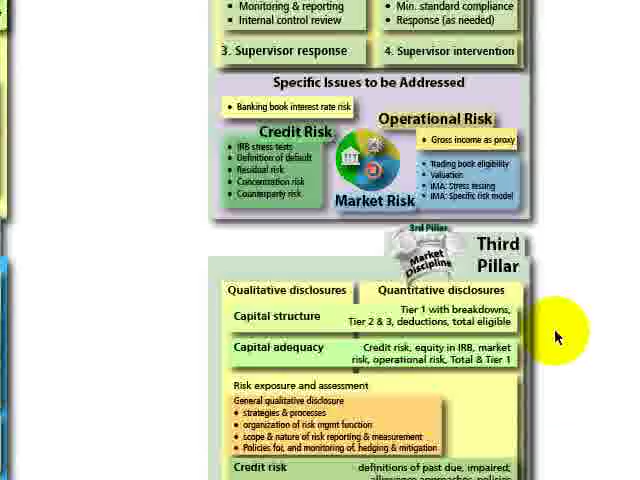 • Monitoring & reporting
• Internal control review
• Min. standard compliance
• Response (as needed)
3. Supervisor response
4. Supervisor intervention
Specific Issues to be Addressed
• Banking book interest rate risk
Operational Risk
Credit Risk
• Gross income as proxy
• IRB stress tests
• Definition of default
• Residual risk
• Concentration risk
• Counterparty risk
• Trading book eligibility
• Valuation
• IMA: Stress testing
• IMA: Specific risk model
Market Risk
3rd Pillar
Market
Discipline
Third
Pillar
Qualitative disclosures
Quantitative disclosures
Capital structure
Tier 1 with breakdowns,
Tier 2 & 3, deductions, total eligible
Capital adequacy
Credit risk, equity in IRB, market
risk, operational risk, Total & Tier 1
Risk exposure and assessment
General qualitative disclosure
• strategies & processes
• organization of risk mgmt function
• scope & nature of risk reporting & measurement
• Policies for, and monitoring of, hedging & mitigation
Credit risk
definitions of past due, impaired;
allowance approaches, policies